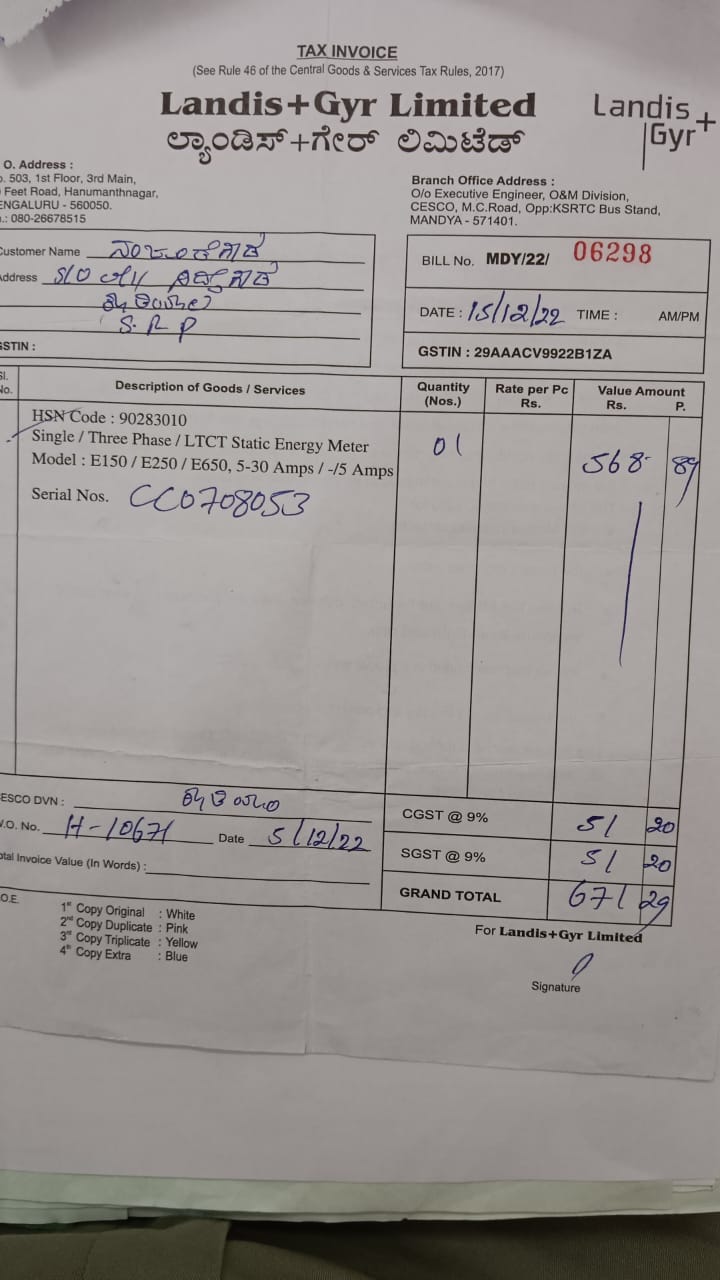 TAX INVOICE
(See Rule 46 of the Central Goods & Services Tax Rules, 2017)
Landis+Gyr Limited
ಲ್ಯಾಂಡಿಸ್+ಗೇರ್ ಲಿಮಿಟೆಡ್
Landis
Gyr+
O. Address :
503, 1st Floor, 3rd Main,
Feet Road, Hanumanthnagar,
ENGALURU - 560050.
.: 080-26678515
Branch Office Address :
O/o Executive Engineer, O&M Division,
CESCO, M.C.Road, Opp:KSRTC Bus Stand,
MANDYA - 571401.
Customer Name
Address S/O
S.R.P
GSTIN :
BILL No. MDY/22/ 06298
DATE : 15/12/22 TIME : AM/PM
GSTIN : 29AAACV9922B1ZA
Sl. No. Description of Goods / Services Quantity (Nos.) Rate per Pc Rs. Value Amount Rs. P.
HSN Code : 90283010
Single / Three Phase / LTCT Static Energy Meter 01
Model : E150 / E250 / E650, 5-30 Amps / -/5 Amps 568 89
Serial Nos. CC0708053
ESCO DVN :
.O. No. H-10671 Date 5/12/22
otal Invoice Value (In Words) :
CGST @ 9% 51 20
SGST @ 9% 51 20
GRAND TOTAL 671 29
.O.E.
1st Copy Original : White
2nd Copy Duplicate : Pink
3rd Copy Triplicate : Yellow
4th Copy Extra : Blue
For Landis+Gyr Limited
Signature